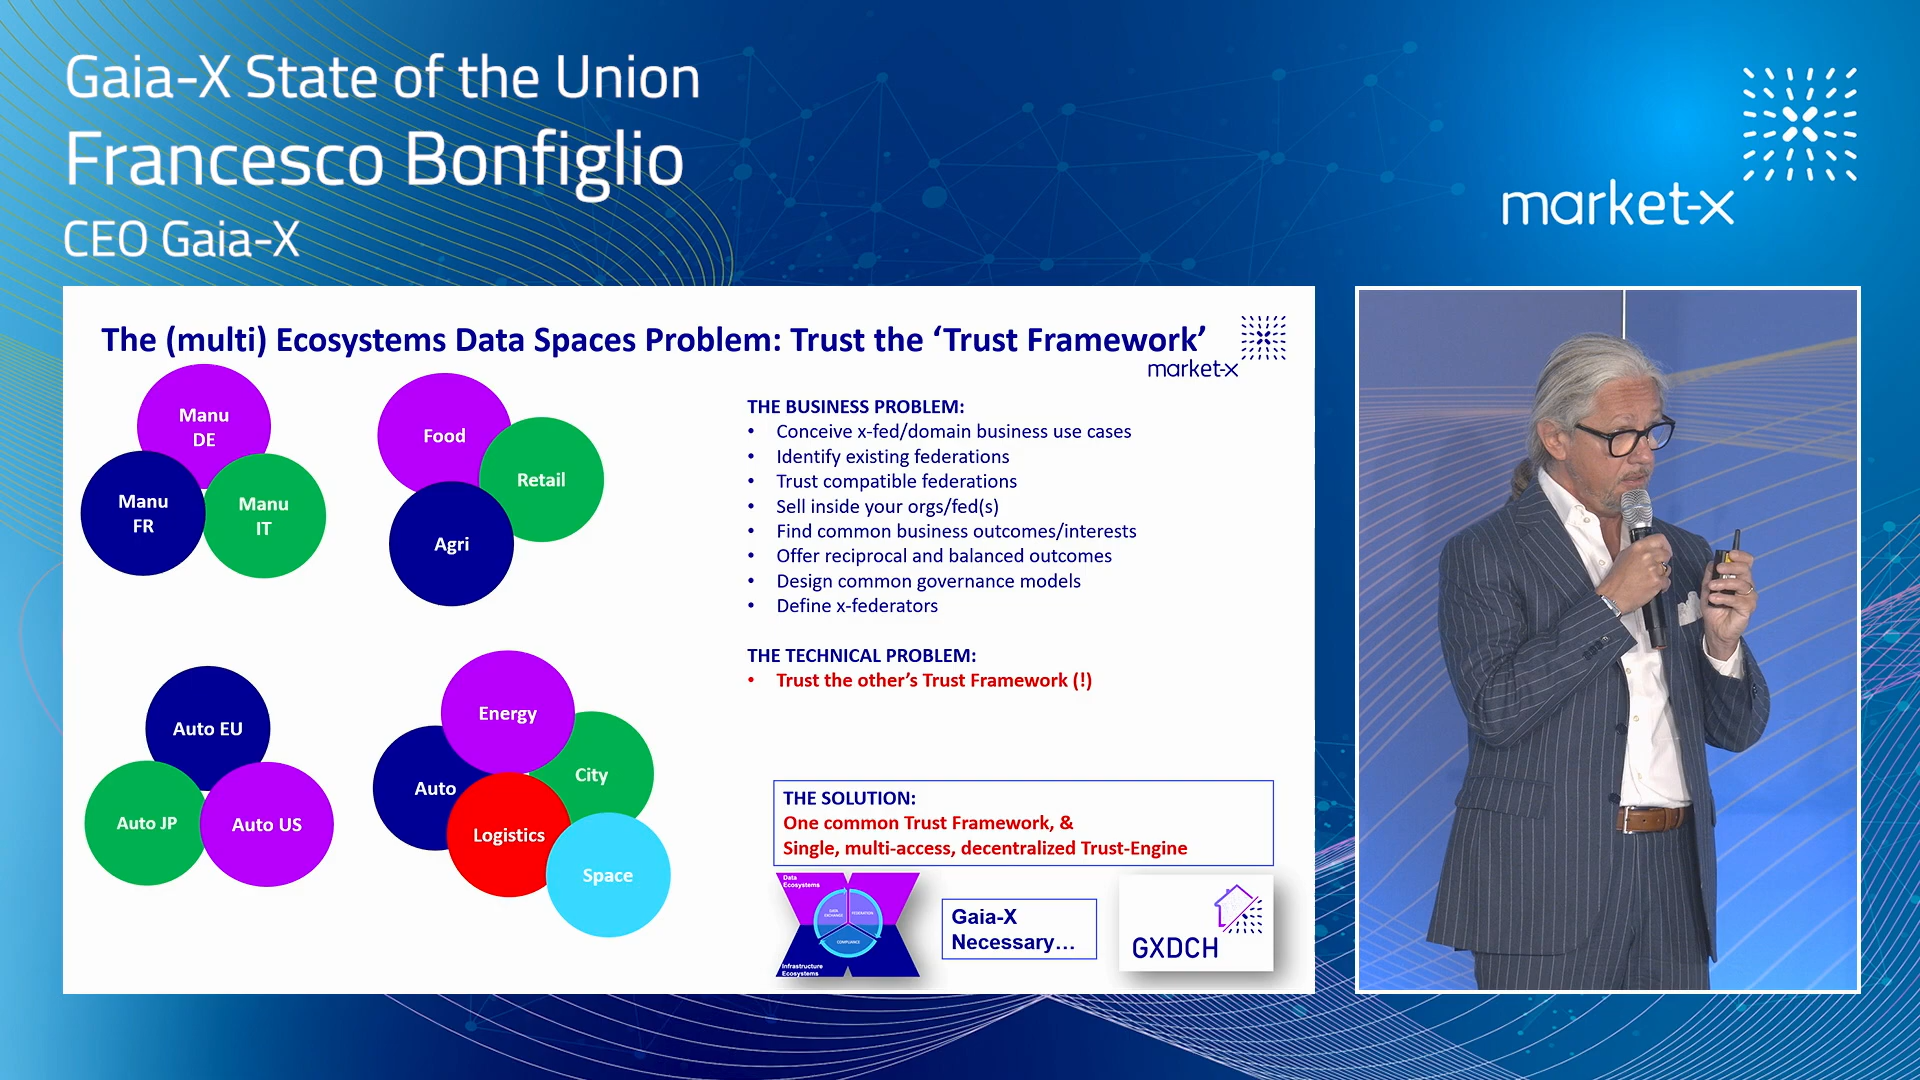 Gaia-X State of the Union
Francesco Bonfiglio
CEO Gaia-X
market-x
The (multi) Ecosystems Data Spaces Problem: Trust the ‘Trust Framework’
market-x
Manu
DE
Manu
FR
Manu
IT
Food
Retail
Agri
Auto EU
Auto JP
Auto US
Energy
Auto
City
Logistics
Space
THE BUSINESS PROBLEM:
• Conceive x-fed/domain business use cases
• Identify existing federations
• Trust compatible federations
• Sell inside your orgs/fed(s)
• Find common business outcomes/interests
• Offer reciprocal and balanced outcomes
• Design common governance models
• Define x-federators
THE TECHNICAL PROBLEM:
• Trust the other’s Trust Framework (!)
THE SOLUTION:
One common Trust Framework, &
Single, multi-access, decentralized Trust-Engine
Data
Ecosystems
DATA
EXCHANGE
FEDERATION
COMPLIANCE
Infrastructure
Ecosystems
Gaia-X
Necessary…
GXDCH